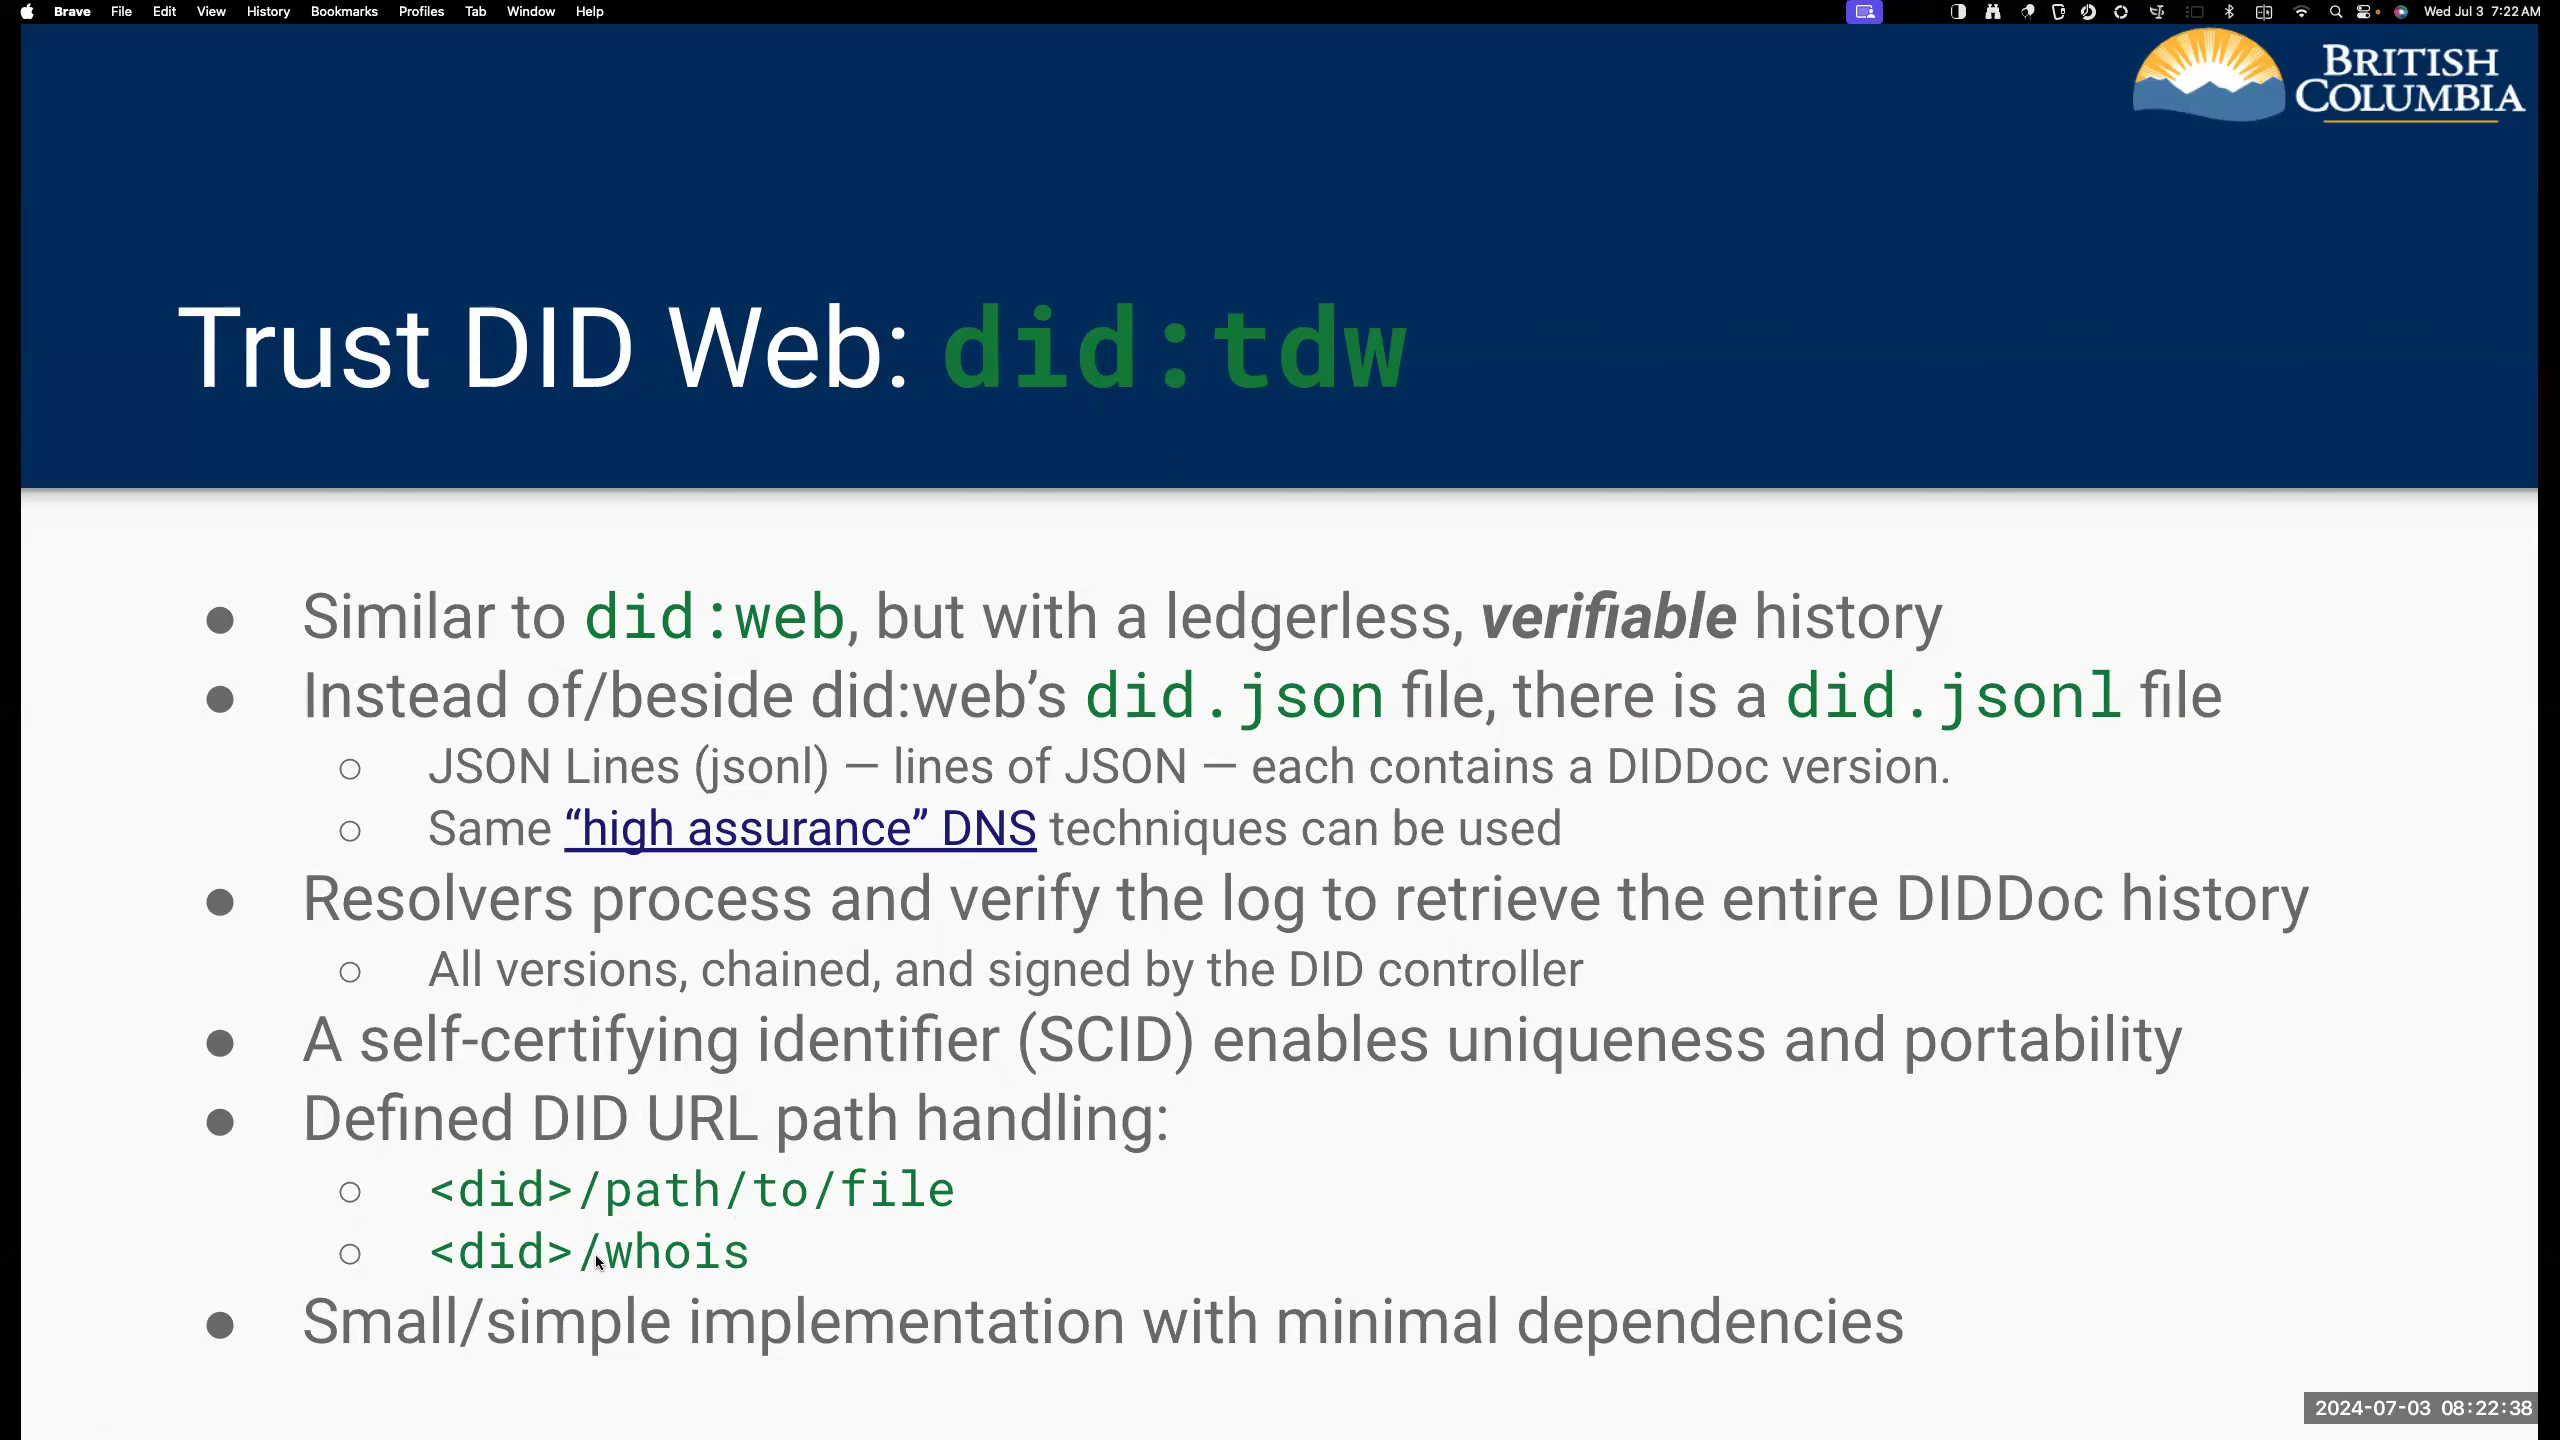 Brave File Edit View History Bookmarks Profiles Tab Window Help Wed Jul 3 7:22 AM
BRITISH
COLUMBIA
Trust DID Web: did:tdw
● Similar to did:web, but with a ledgerless, verifiable history
● Instead of/beside did:web’s did.json file, there is a did.jsonl file
○ JSON Lines (jsonl) — lines of JSON — each contains a DIDDoc version.
○ Same “high assurance” DNS techniques can be used
● Resolvers process and verify the log to retrieve the entire DIDDoc history
○ All versions, chained, and signed by the DID controller
● A self-certifying identifier (SCID) enables uniqueness and portability
● Defined DID URL path handling:
○ <did>/path/to/file
○ <did>/whois
● Small/simple implementation with minimal dependencies
2024-07-03 08:22:38